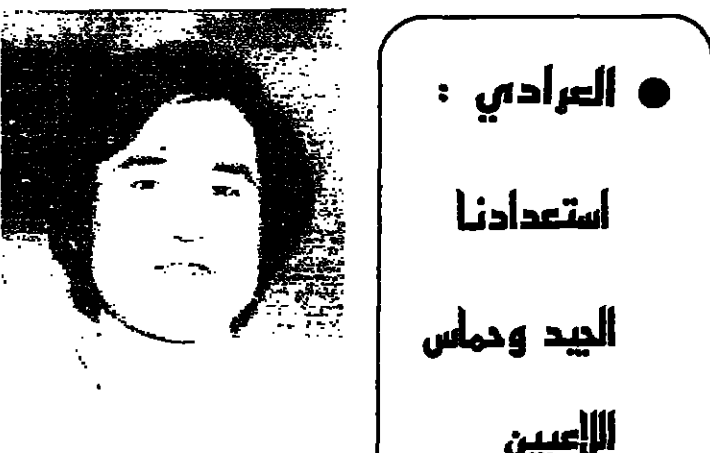 ● العرادي :
استعدادنا
الجيد وحماس
اللاعبين